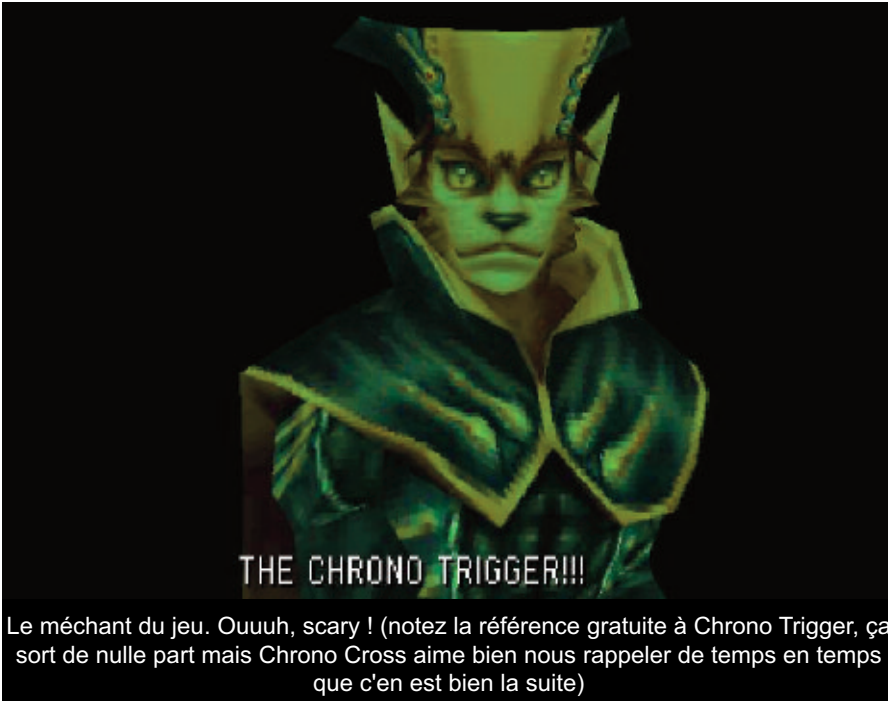 THE CHRONO TRIGGER!!!
Le méchant du jeu. Ouuuh, scary ! (notez la référence gratuite à Chrono Trigger, ça
sort de nulle part mais Chrono Cross aime bien nous rappeler de temps en temps
que c'en est bien la suite)